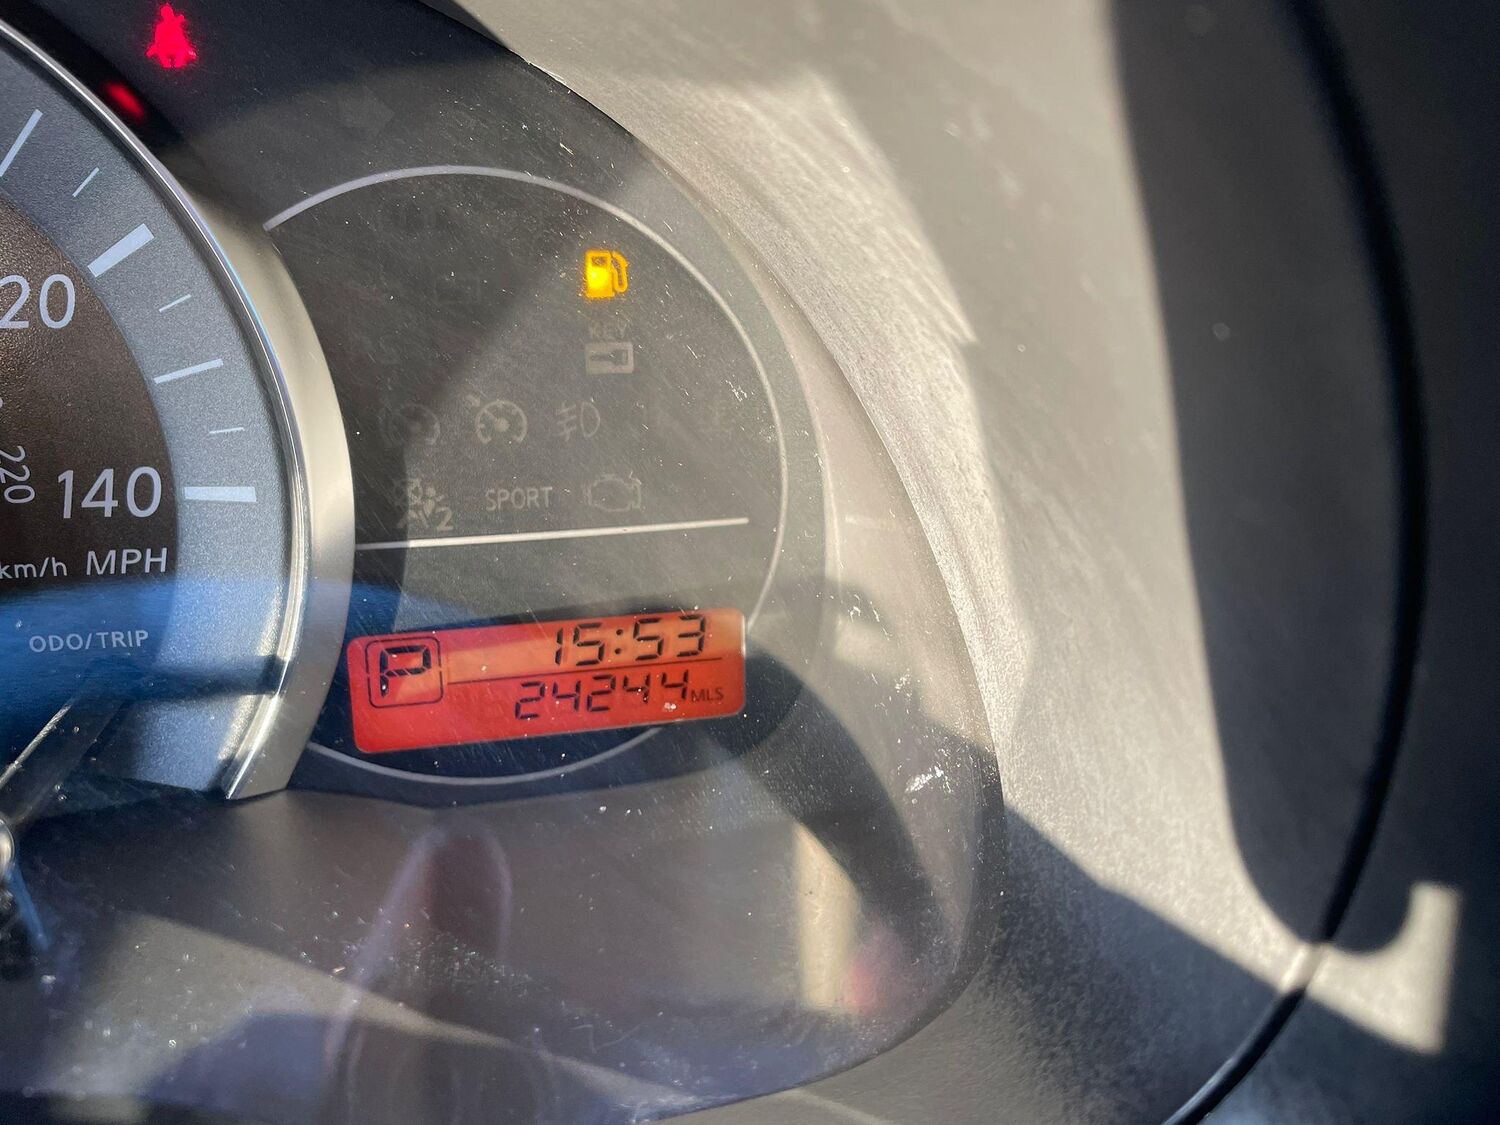 20
KEY
220
140
SPORT
2
km/h MPH
ODO/TRIP
15:53
P
24244 MLS